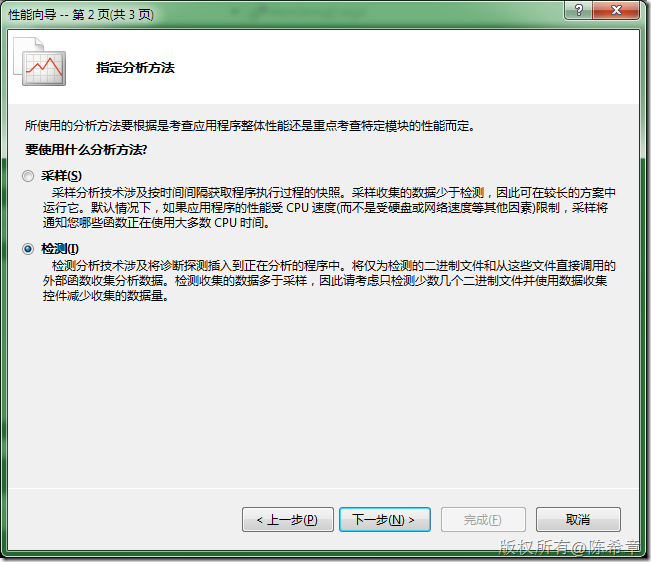 性能向导 -- 第 2 页(共 3 页)
指定分析方法
所使用的分析方法要根据是考查应用程序整体性能还是重点考查特定模块的性能而定。
要使用什么分析方法?
采样(S)
采样分析技术涉及按时间间隔获取程序执行过程的快照。采样收集的数据少于检测，因此可在较长的方案中
运行它。默认情况下，如果应用程序的性能受 CPU 速度(而不是受硬盘或网络速度等其他因素)限制，采样将
通知您哪些函数正在使用大多数 CPU 时间。
检测(I)
检测分析技术涉及将诊断探测插入到正在分析的程序中。将仅为检测的二进制文件和从这些文件直接调用的
外部函数收集分析数据。检测收集的数据多于采样，因此请考虑只检测少数几个二进制文件并使用数据收集
控件减少收集的数据量。
< 上一步(P) 下一步(N) > 完成(F) 取消
版权所有@陈希章